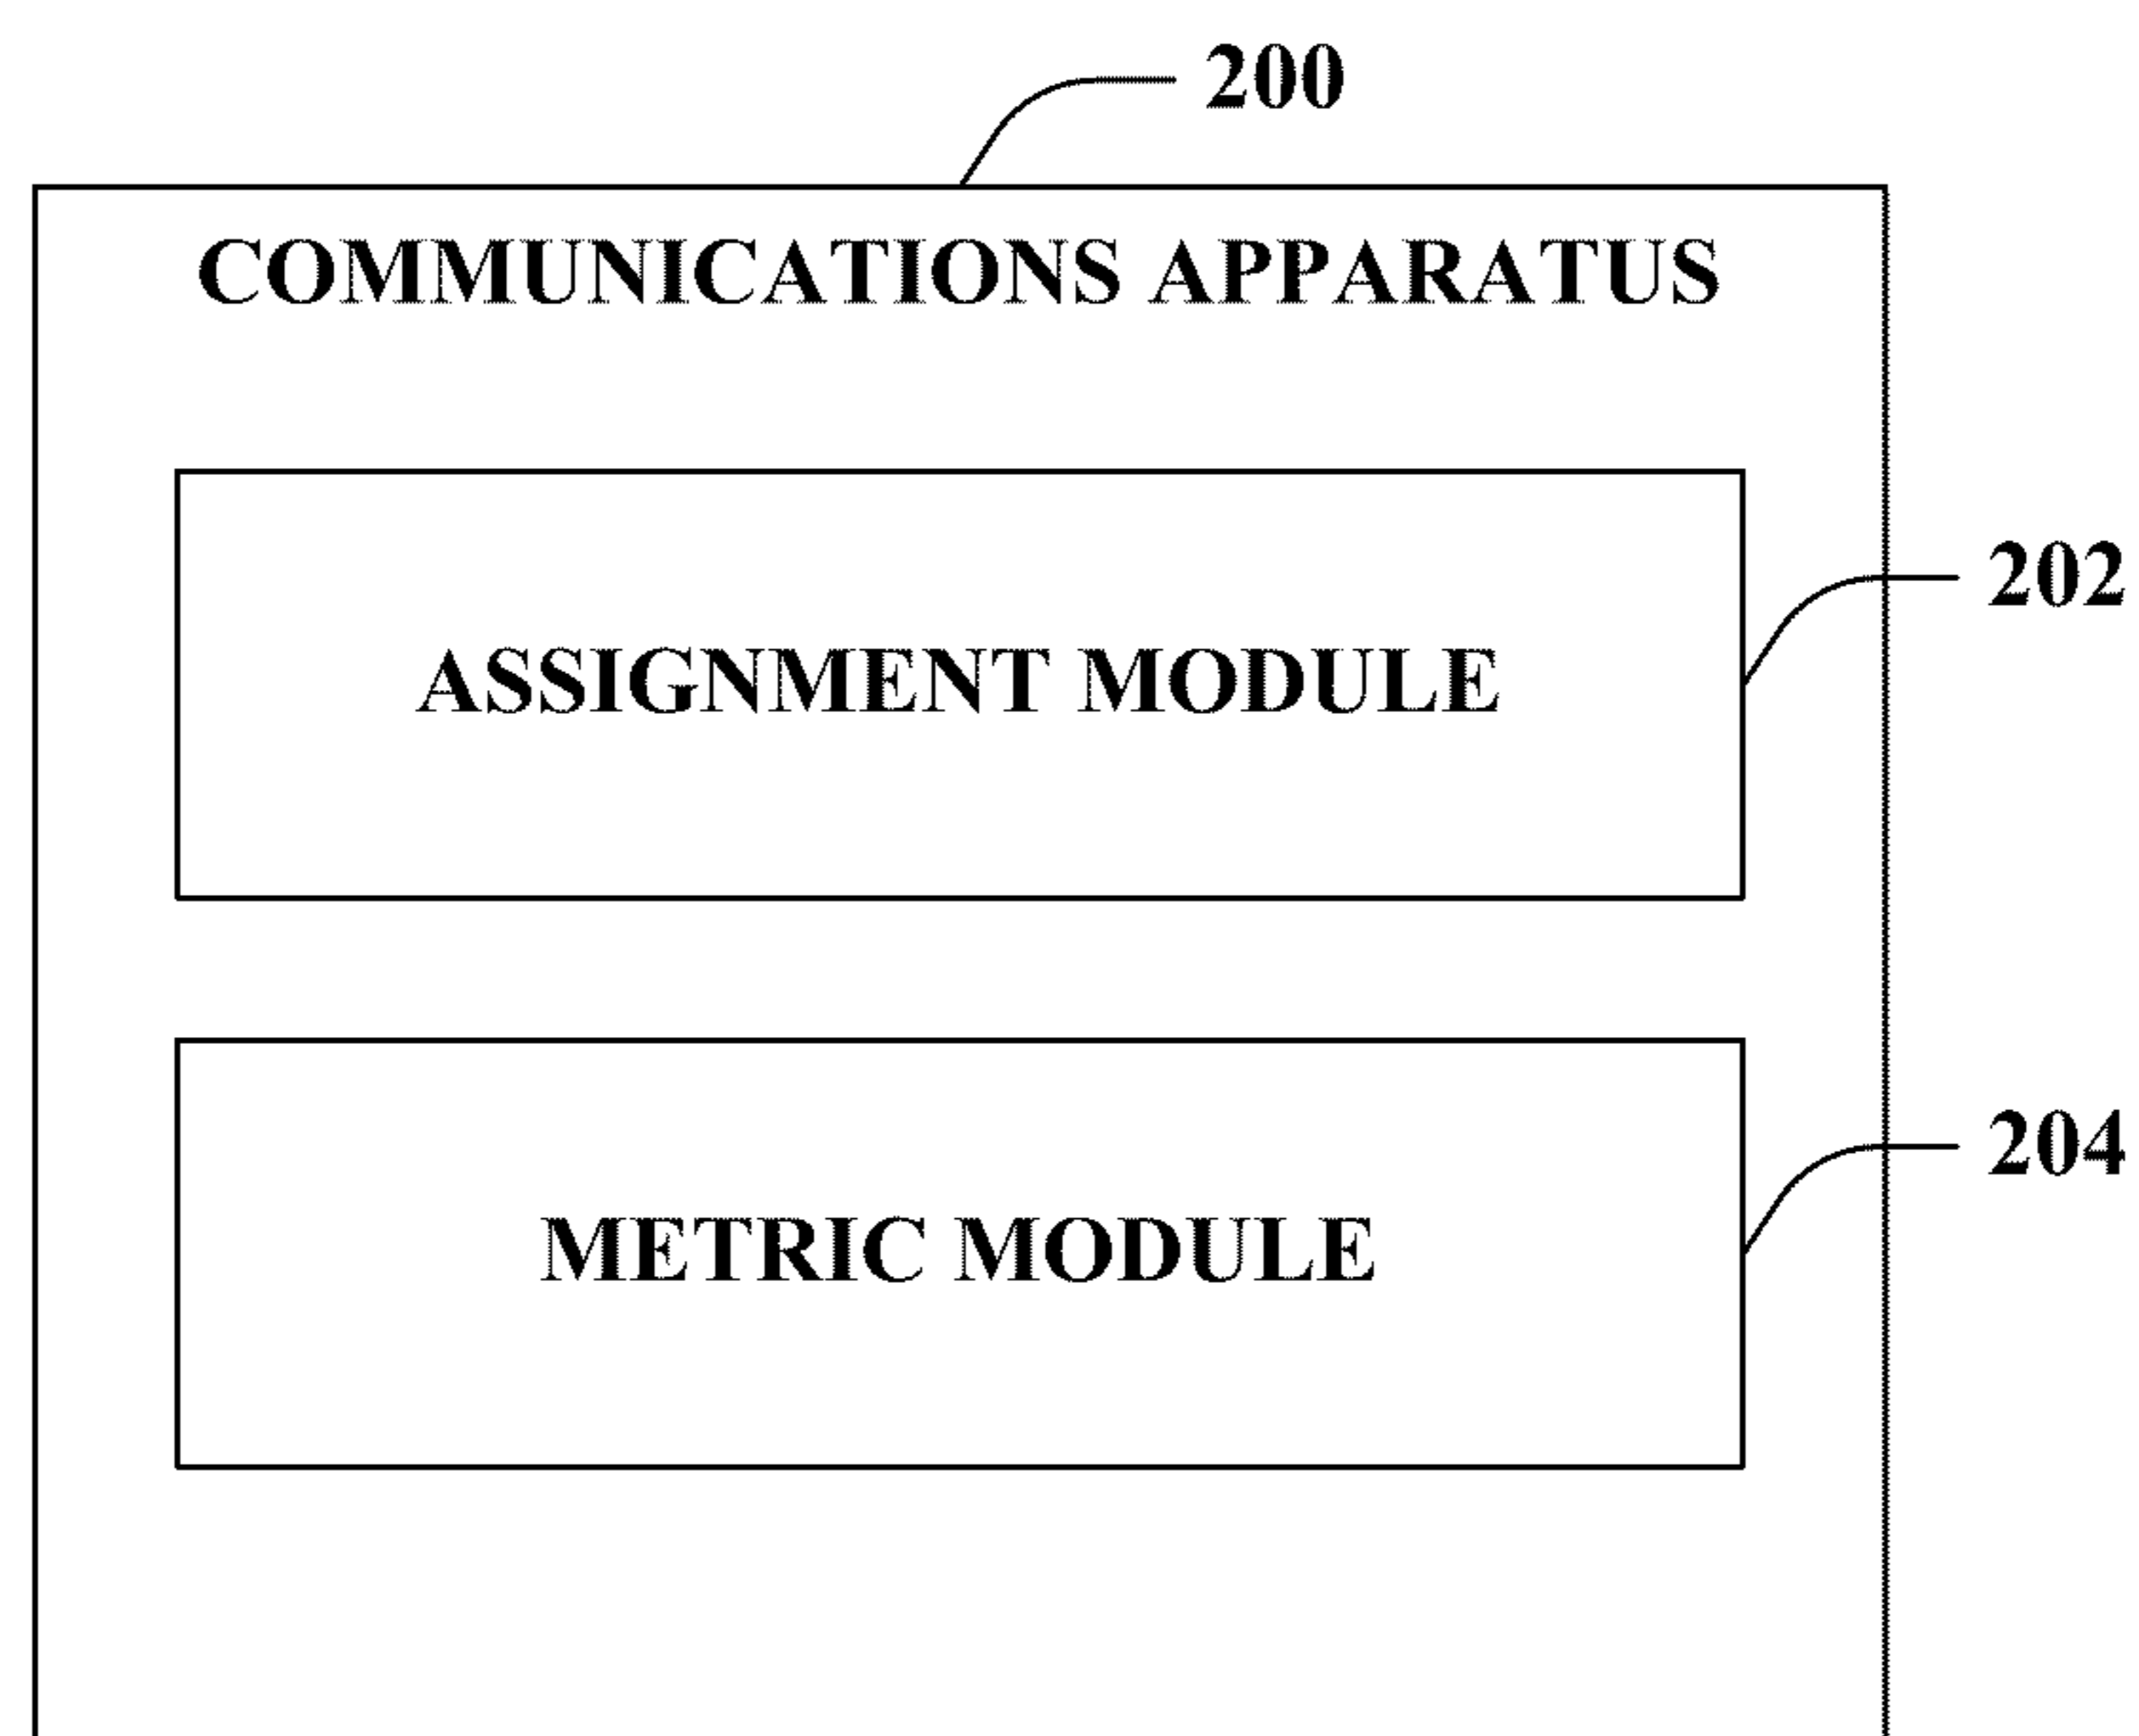 200
COMMUNICATIONS APPARATUS
202
ASSIGNMENT MODULE
204
METRIC MODULE